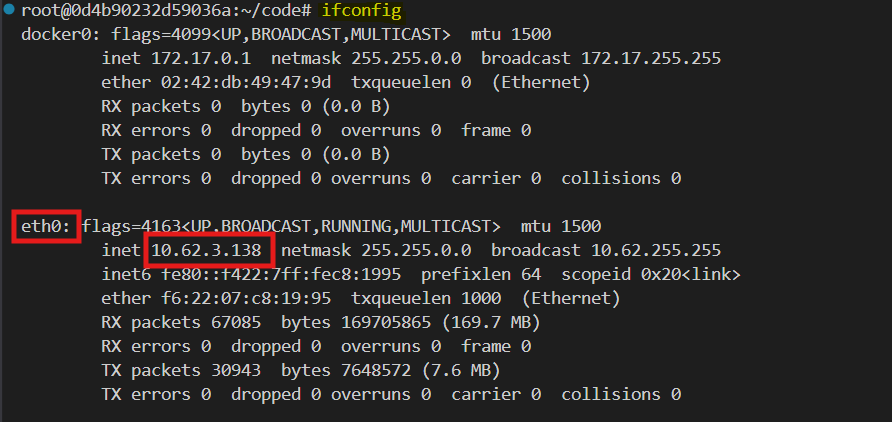 root@0d4b90232d59036a:~/code# ifconfig
docker0: flags=4099<UP,BROADCAST,MULTICAST>  mtu 1500
        inet 172.17.0.1  netmask 255.255.0.0  broadcast 172.17.255.255
        ether 02:42:db:49:47:9d  txqueuelen 0  (Ethernet)
        RX packets 0  bytes 0 (0.0 B)
        RX errors 0  dropped 0  overruns 0  frame 0
        TX packets 0  bytes 0 (0.0 B)
        TX errors 0  dropped 0 overruns 0  carrier 0  collisions 0
eth0: flags=4163<UP,BROADCAST,RUNNING,MULTICAST>  mtu 1500
        inet 10.62.3.138  netmask 255.255.0.0  broadcast 10.62.255.255
        inet6 fe80::f422:7ff:fec8:1995  prefixlen 64  scopeid 0x20<link>
        ether f6:22:07:c8:19:95  txqueuelen 1000  (Ethernet)
        RX packets 67085  bytes 169705865 (169.7 MB)
        RX errors 0  dropped 0  overruns 0  frame 0
        TX packets 30943  bytes 7648572 (7.6 MB)
        TX errors 0  dropped 0 overruns 0  carrier 0  collisions 0